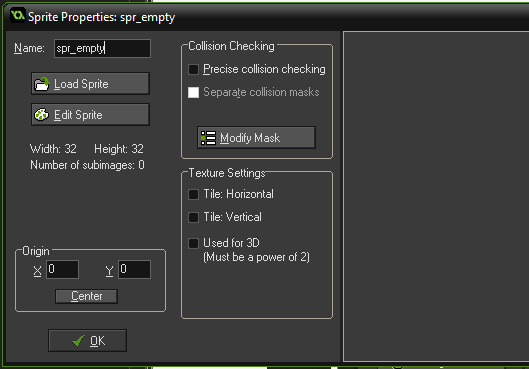 Sprite Properties: spr_empty
Name: spr_empty
Load Sprite
Edit Sprite
Width: 32 Height: 32
Number of subimages: 0
Origin
X 0 Y 0
Center
OK
Collision Checking
Precise collision checking
Separate collision masks
Modify Mask
Texture Settings
Tile: Horizontal
Tile: Vertical
Used for 3D
(Must be a power of 2)